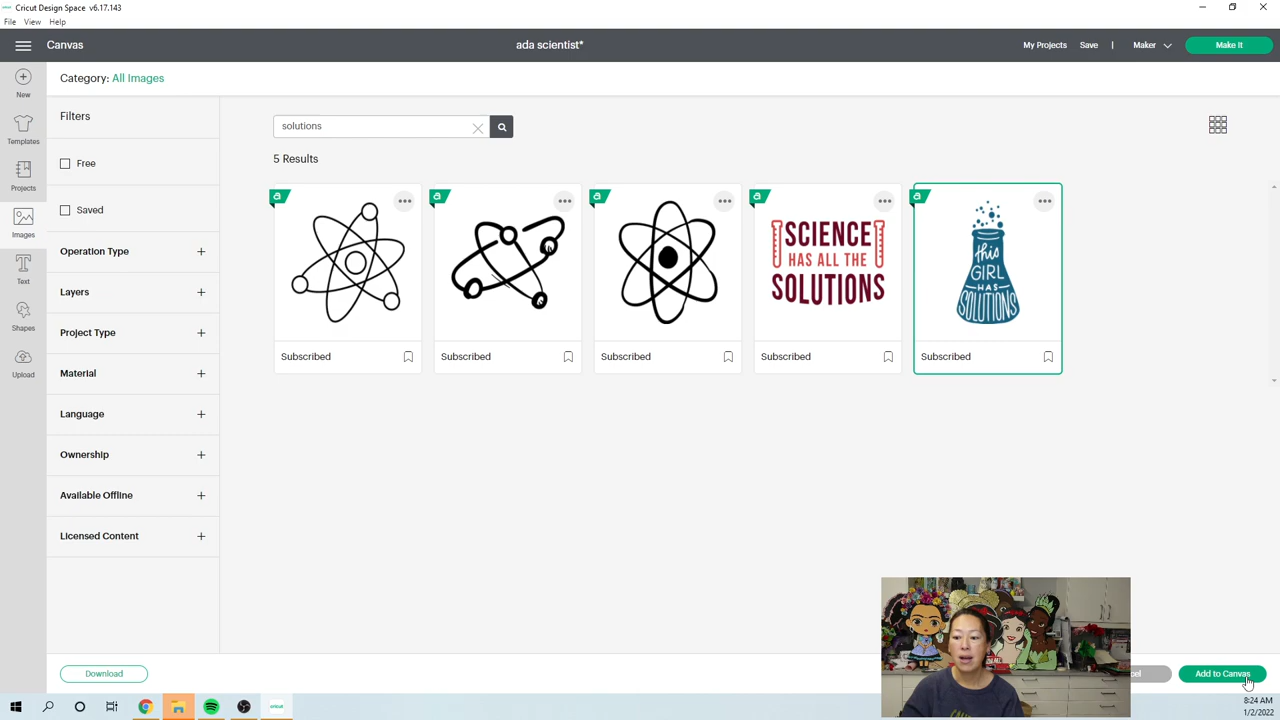 Cricut Design Space v6.17.143
File View Help
Canvas
ada scientist*
My Projects Save | Maker Make It
New
Templates
Projects
Images
Text
Shapes
Upload
Category: All Images
Filters
Free
Saved
Operation Type +
Layers +
Project Type +
Material +
Language +
Ownership +
Available Offline +
Licensed Content +
solutions
5 Results
a
a
a
a
a
SCIENCE
HAS ALL THE
SOLUTIONS
this
GIRL
HAS
SOLUTIONS
Subscribed
Subscribed
Subscribed
Subscribed
Subscribed
Download
cel
Add to Canvas
cricut
8:24 AM
1/2/2022